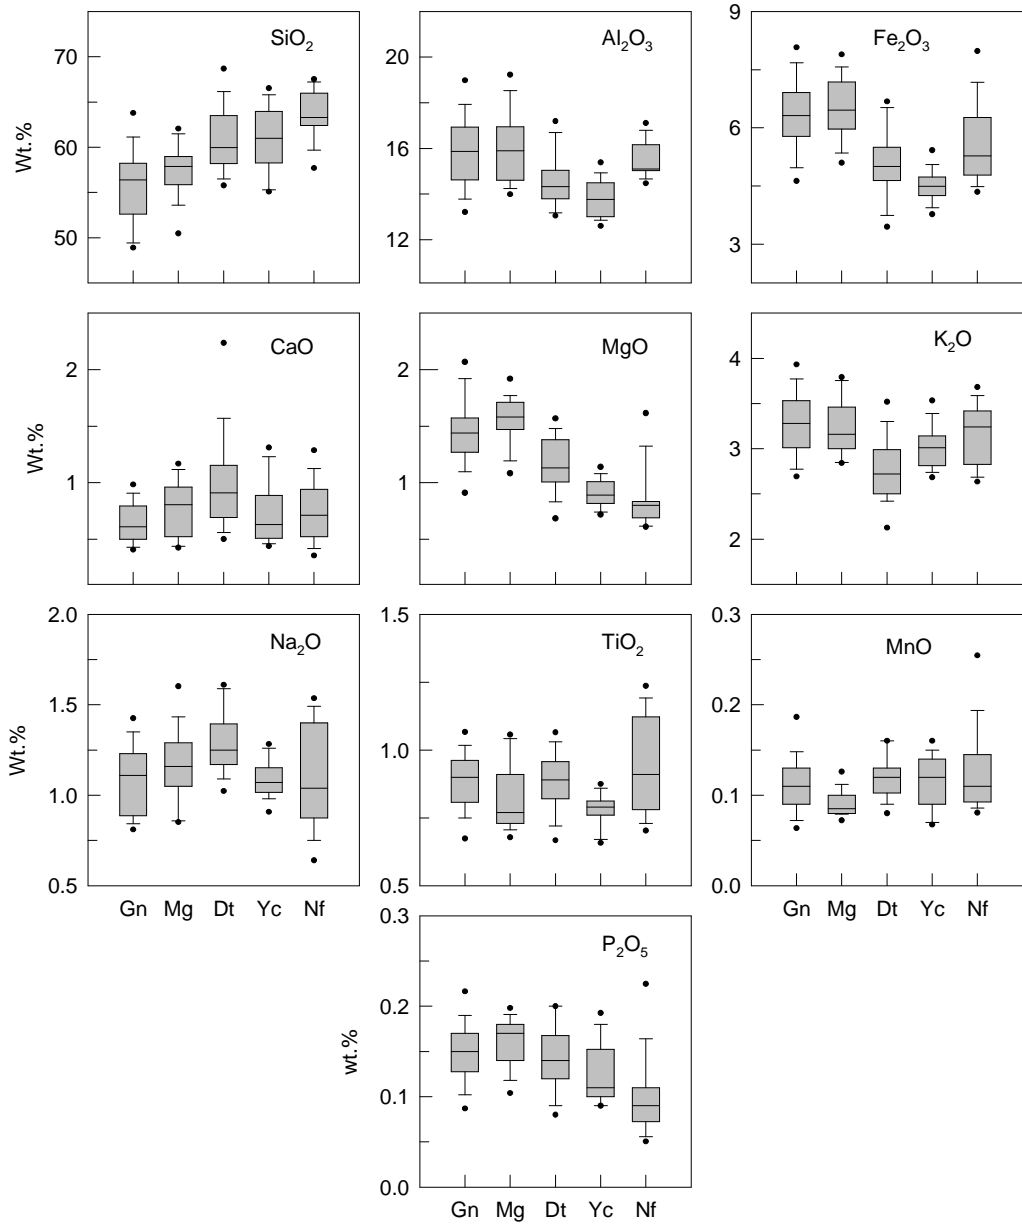 SiO₂
Al₂O₃
Fe₂O₃
Wt.%
70
60
50
20
16
12
9
6
3
CaO
MgO
K₂O
Wt.%
2
1
2
1
4
3
2
Na₂O
TiO₂
MnO
Wt.%
2.0
1.5
1.0
0.5
1.5
1.0
0.5
0.3
0.2
0.1
0.0
Gn Mg Dt Yc Nf
Gn Mg Dt Yc Nf
P₂O₅
wt.%
0.3
0.2
0.1
0.0
Gn Mg Dt Yc Nf